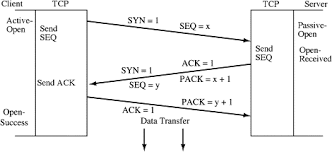 Client
TCP
TCP
Server
Active-
Open
Send
SEQ
SYN = 1
SEQ = x
Passive-
Open
Send
SEQ
Open-
Received
ACK = 1
SYN = 1
PACK = x + 1
Send ACK
SEQ = y
PACK = y + 1
ACK = 1
Open-
Success
Data Transfer